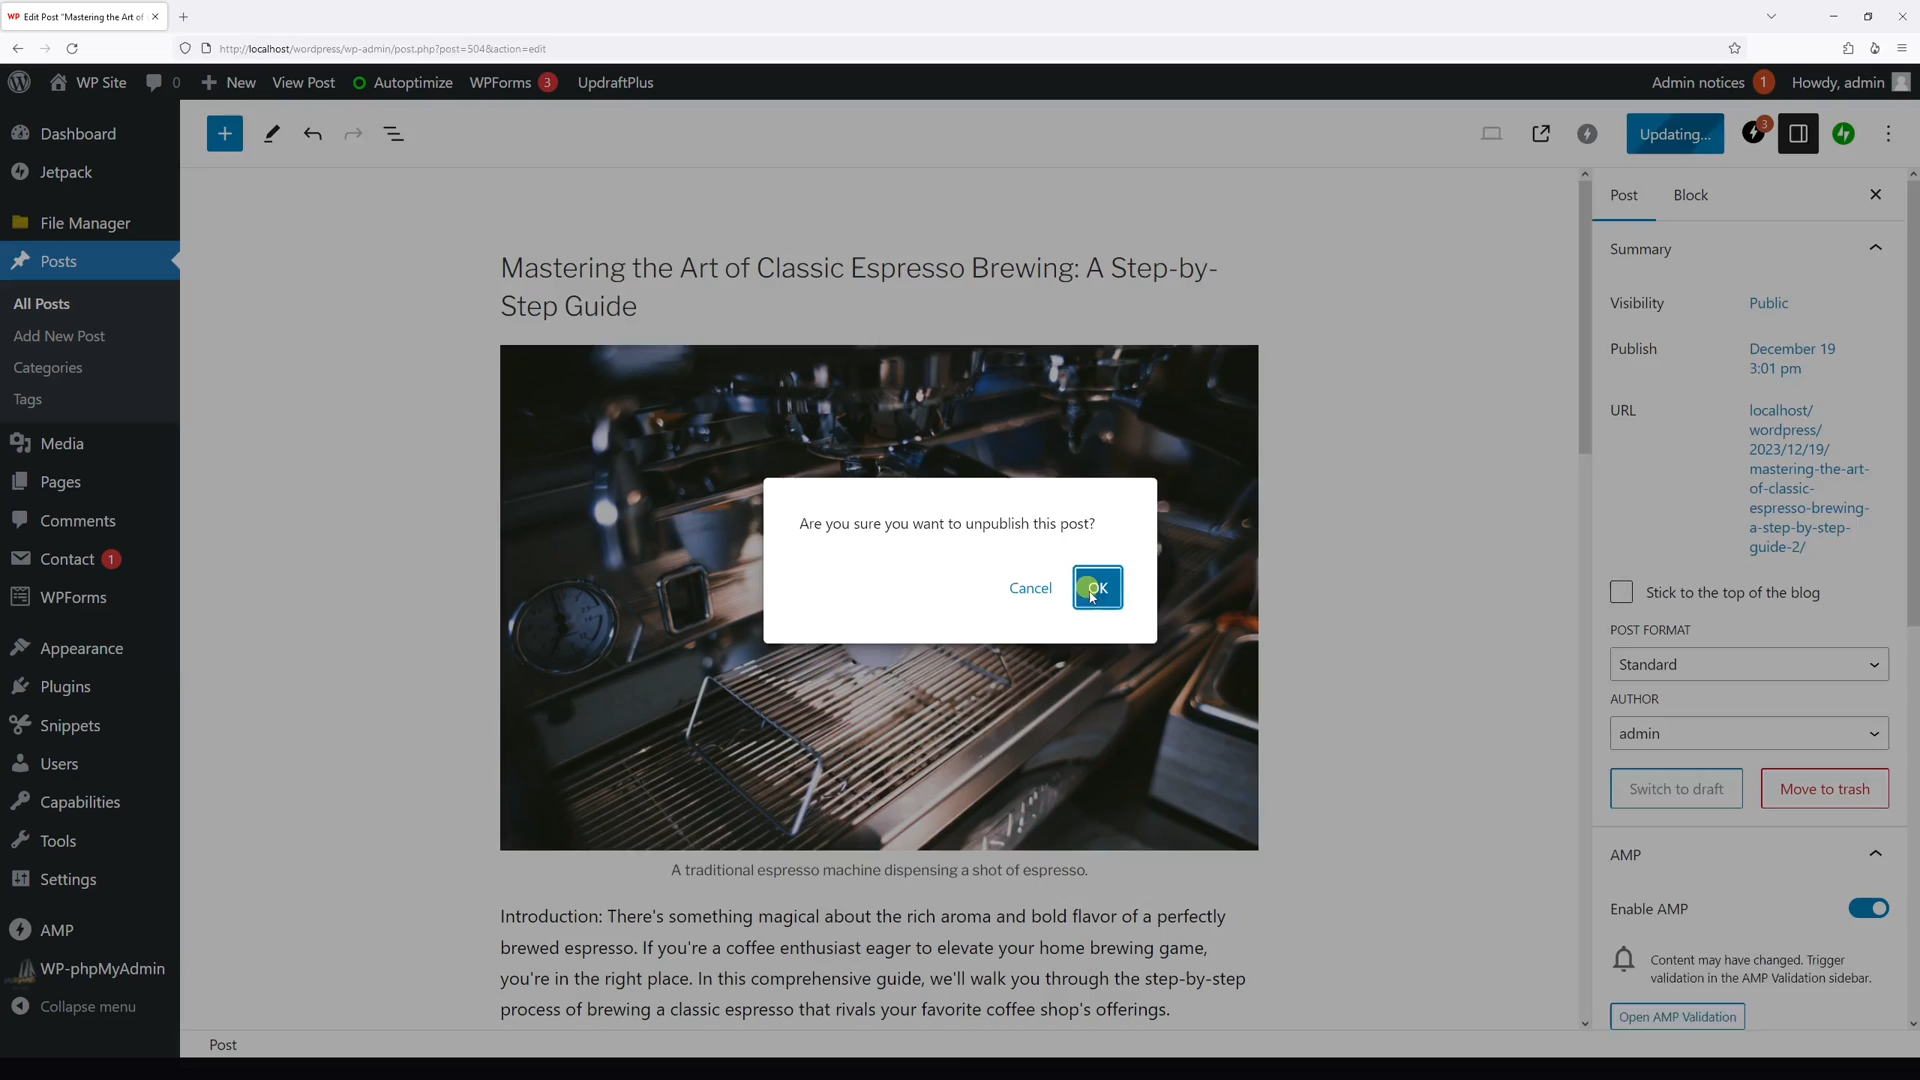 WP Edit Post "Mastering the Art of
http://localhost/wordpress/wp-admin/post.php?post=504&action=edit
WP Site 0 New View Post Autoptimize WPForms 3 UpdraftPlus Admin notices 1 Howdy, admin
Dashboard
Jetpack
File Manager
Posts
All Posts
Add New Post
Categories
Tags
Media
Pages
Comments
Contact 1
WPForms
Appearance
Plugins
Snippets
Users
Capabilities
Tools
Settings
AMP
WP-phpMyAdmin
Collapse menu
Updating... 3
Mastering the Art of Classic Espresso Brewing: A Step-by-
Step Guide
Are you sure you want to unpublish this post?
Cancel OK
A traditional espresso machine dispensing a shot of espresso.
Introduction: There's something magical about the rich aroma and bold flavor of a perfectly
brewed espresso. If you're a coffee enthusiast eager to elevate your home brewing game,
you're in the right place. In this comprehensive guide, we'll walk you through the step-by-step
process of brewing a classic espresso that rivals your favorite coffee shop's offerings.
Post
Post Block
Summary
Visibility Public
Publish December 19
3:01 pm
URL localhost/
wordpress/
2023/12/19/
mastering-the-art-
of-classic-
espresso-brewing-
a-step-by-step-
guide-2/
Stick to the top of the blog
POST FORMAT
Standard
AUTHOR
admin
Switch to draft Move to trash
AMP
Enable AMP
Content may have changed. Trigger
validation in the AMP Validation sidebar.
Open AMP Validation